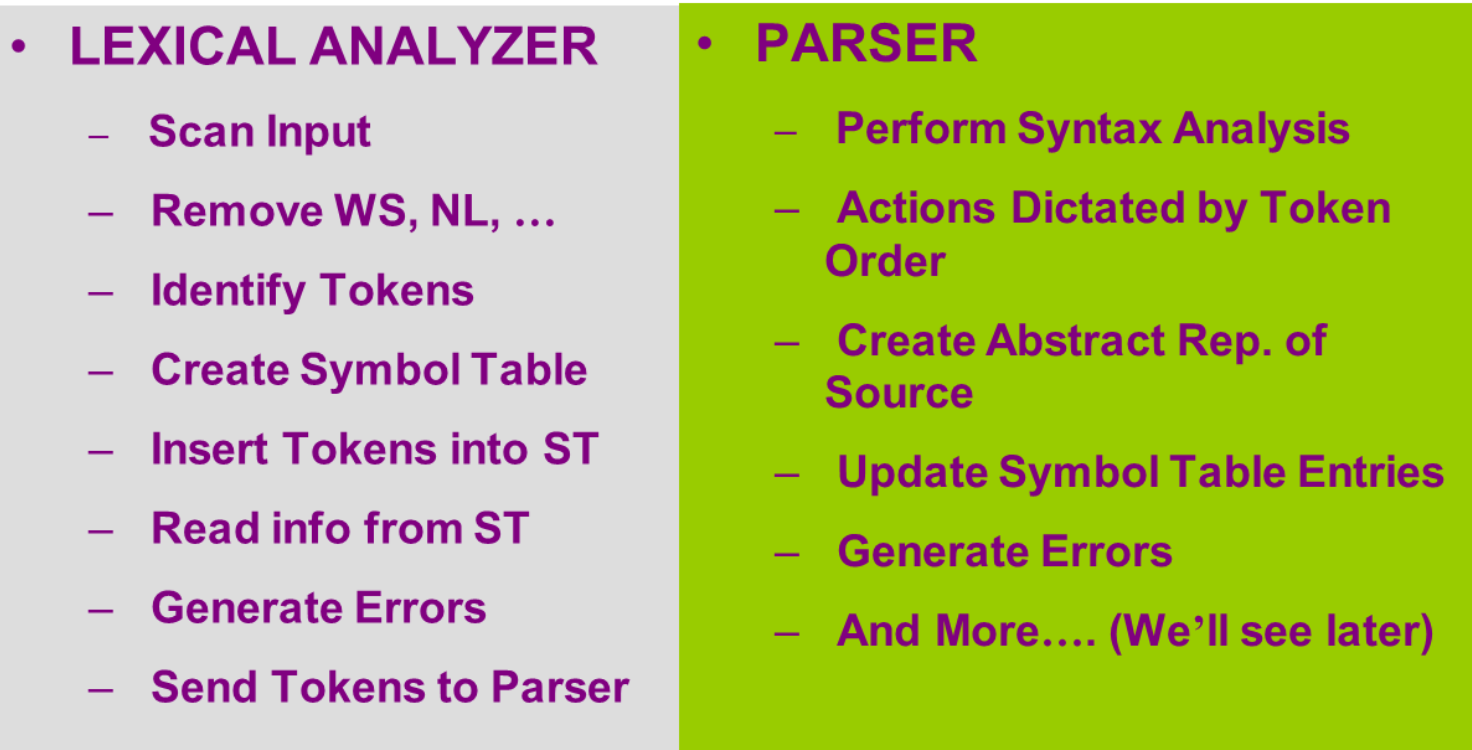 • LEXICAL ANALYZER
– Scan Input
– Remove WS, NL, …
– Identify Tokens
– Create Symbol Table
– Insert Tokens into ST
– Read info from ST
– Generate Errors
– Send Tokens to Parser
• PARSER
– Perform Syntax Analysis
– Actions Dictated by Token
Order
– Create Abstract Rep. of
Source
– Update Symbol Table Entries
– Generate Errors
– And More…. (We’ll see later)